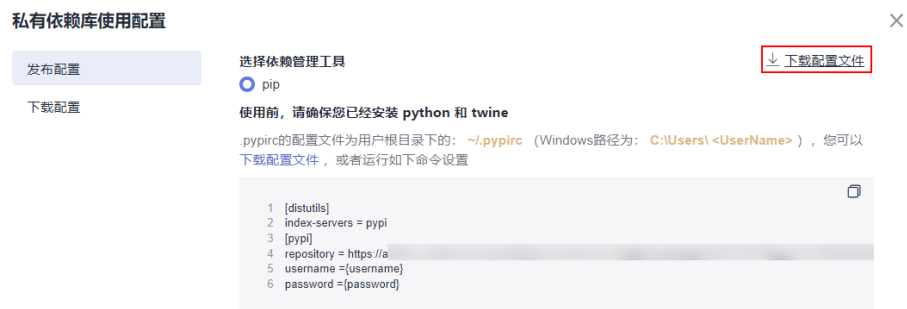 私有依赖库使用配置
发布配置
下载配置
选择依赖管理工具
下载配置文件
pip
使用前，请确保您已经安装 python 和 twine
.pypirc的配置文件为用户根目录下的： ~/.pypirc （Windows路径为： C:\Users\ <UserName> ），您可以
下载配置文件 ，或者运行如下命令设置
1 [distutils]
2 index-servers = pypi
3 [pypi]
4 repository = https://a
5 username ={username}
6 password ={password}